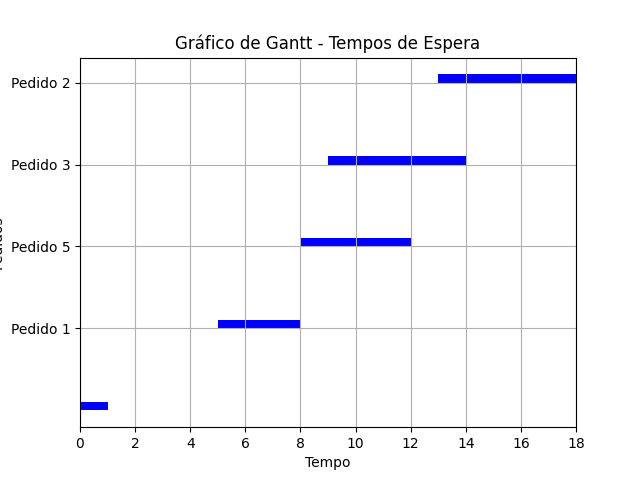 Gráfico de Gantt - Tempos de Espera
Pedido 2
Pedido 3
Pedido 5
Pedido 1
0 2 4 6 8 10 12 14 16 18
Tempo